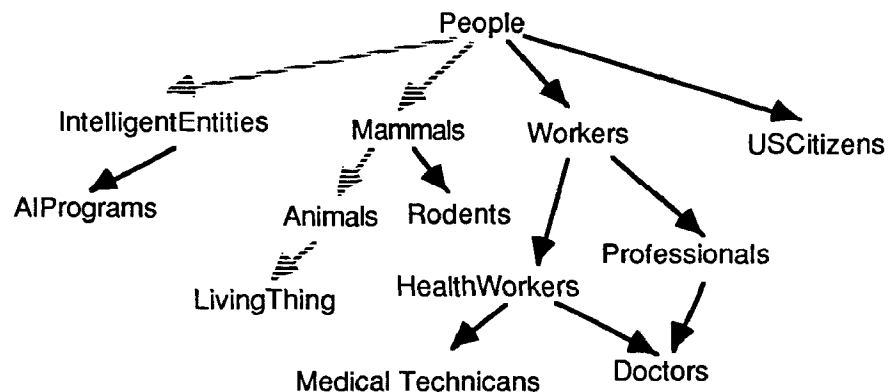 People
IntelligentEntities
Mammals
Workers
USCitizens
AIPrograms
Animals
Rodents
Professionals
LivingThing
HealthWorkers
Medical Technicans
Doctors